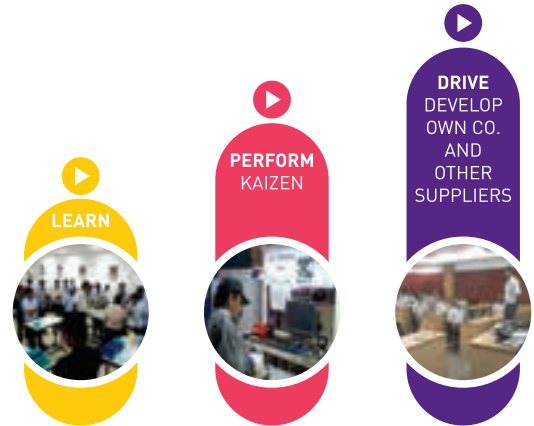 LEARN
PERFORM
KAIZEN
DRIVE
DEVELOP
OWN CO.
AND
OTHER
SUPPLIERS